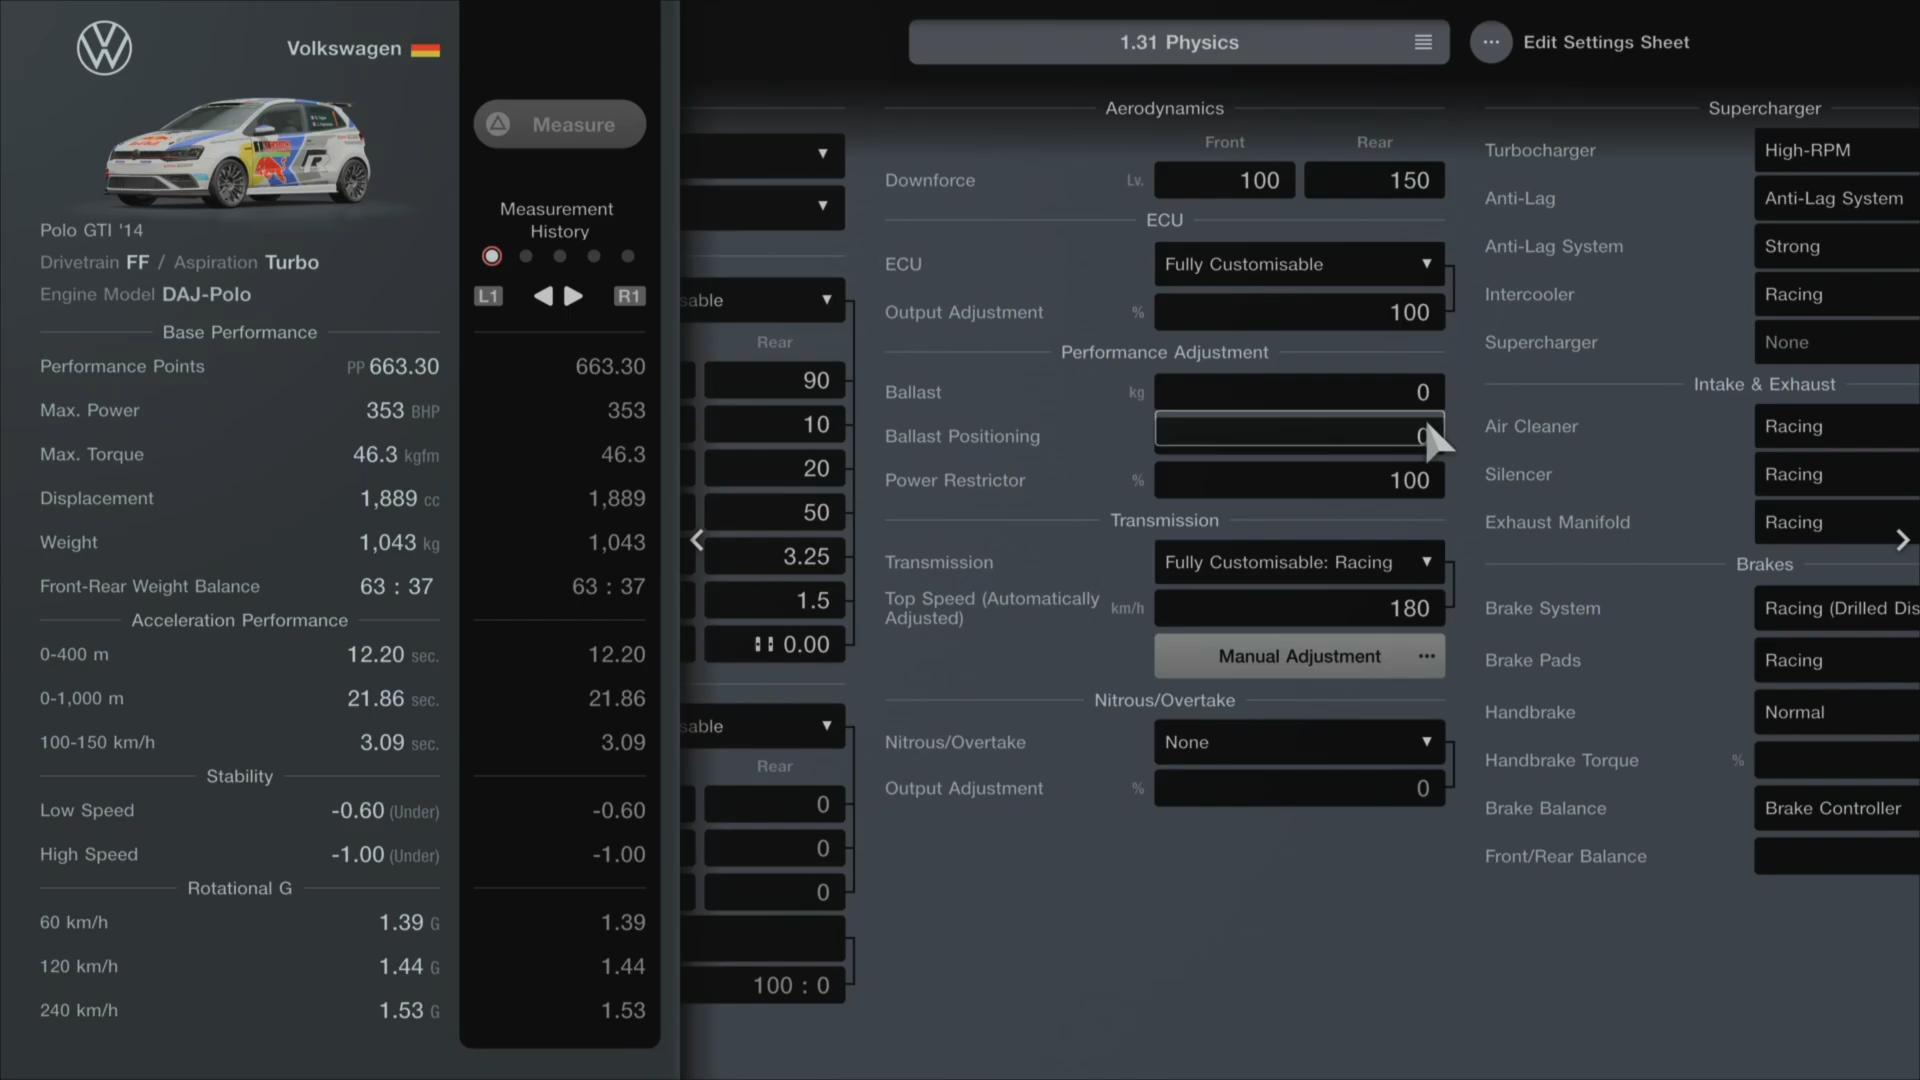 Volkswagen
Polo GTI '14
Drivetrain FF / Aspiration Turbo
Engine Model DAJ-Polo
Base Performance
Performance Points PP 663.30
Max. Power 353 BHP
Max. Torque 46.3 kgfm
Displacement 1,889 cc
Weight 1,043 kg
Front-Rear Weight Balance 63 : 37
Acceleration Performance
0-400 m 12.20 sec.
0-1,000 m 21.86 sec.
100-150 km/h 3.09 sec.
Stability
Low Speed -0.60 (Under)
High Speed -1.00 (Under)
Rotational G
60 km/h 1.39 G
120 km/h 1.44 G
240 km/h 1.53 G
Measure
Measurement
History
L1 R1
663.30
353
46.3
1,889
1,043
63 : 37
12.20
21.86
3.09
-0.60
-1.00
1.39
1.44
1.53
sable
Rear
90
10
20
50
3.25
1.5
0.00
sable
Rear
0
0
0
100 : 0
1.31 Physics
Edit Settings Sheet
Aerodynamics
Front Rear
Downforce Lv. 100 150
ECU
ECU Fully Customisable
Output Adjustment % 100
Performance Adjustment
Ballast kg 0
Ballast Positioning 0
Power Restrictor % 100
Transmission
Transmission Fully Customisable: Racing
Top Speed (Automatically
Adjusted) km/h 180
Manual Adjustment
Nitrous/Overtake
Nitrous/Overtake None
Output Adjustment % 0
Supercharger
Turbocharger High-RPM
Anti-Lag Anti-Lag System
Anti-Lag System Strong
Intercooler Racing
Supercharger None
Intake & Exhaust
Air Cleaner Racing
Silencer Racing
Exhaust Manifold Racing
Brakes
Brake System Racing (Drilled Dis
Brake Pads Racing
Handbrake Normal
Handbrake Torque %
Brake Balance Brake Controller
Front/Rear Balance